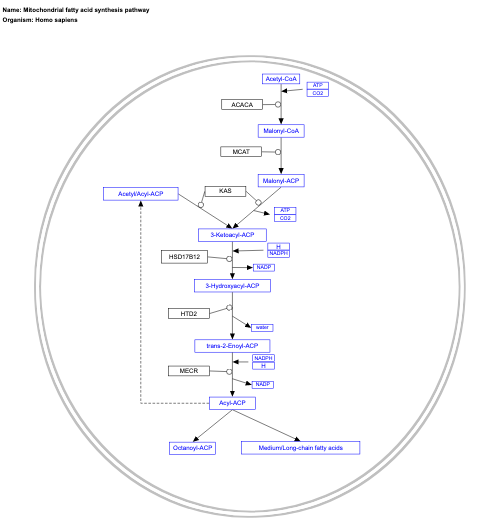 Name: Mitochondrial fatty acid synthesis pathway
Organism: Homo sapiens
Acetyl-CoA
ATP
CO2
ACACA
Malonyl-CoA
MCAT
Malonyl-ACP
Acetyl/Acyl-ACP
KAS
ATP
CO2
3-Ketoacyl-ACP
H
NADPH
HSD17B12
NADP
3-Hydroxyacyl-ACP
HTD2
water
trans-2-Enoyl-ACP
NADPH
H
MECR
NADP
Acyl-ACP
Octanoyl-ACP
Medium/Long-chain fatty acids